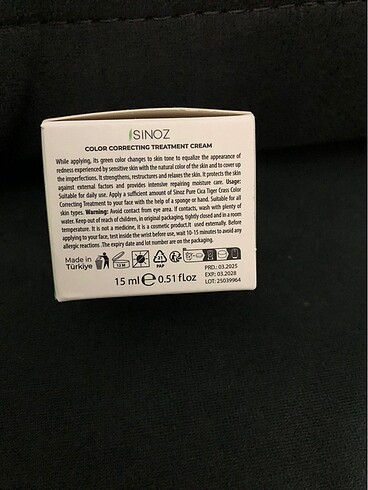 SiNOZ
COLOR CORRECTING TREATMENT CREAM
While applying, its green color changes to skin tone to equalize the appearance of
redness experienced by sensitive skin with the natural color of the skin and to cover up
the imperfections. It strengthens, restructures and relaxes the skin. It protects the skin
against external factors and provides intensive repairing moisture care. Usage:
Suitable for daily use. Apply a sufficient amount of Sinoz Pure Cica Tiger Crass Color
Correcting Treatment to your face with the help of a sponge or hand. Suitable for all
skin types. Warning: Avoid contact from eye area. If contacts, wash with plenty of
water. Keep out of reach of children, in original packaging, tightly closed and in a room
temperature. It is not a medicine, it is a cosmetic product.It used externally. Before
applying to your face, test inside the wrist before use, wait 10-15 minutes to avoid any
allergic reactions .The expiry date and lot number are on the packaging.
Made in
Türkiye
12 M
PAP
PRD.: 03.2025
EXP.: 03.2028
LOT: 25039964
15 ml e 0.51 fl.oz